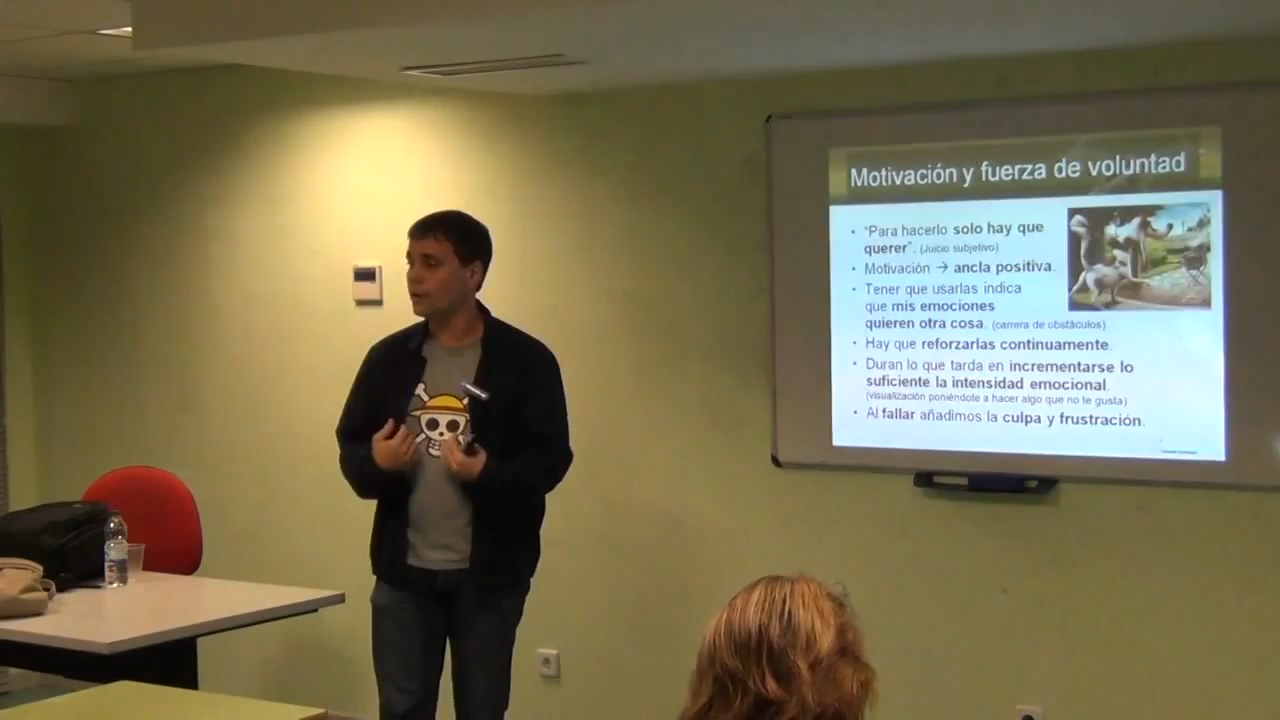 Motivación y fuerza de voluntad
• "Para hacerlo solo hay que
querer". (Juicio subjetivo)
• Motivación → ancla positiva.
• Tener que usarlas indica
que mis emociones
quieren otra cosa. (carrera de obstáculos)
• Hay que reforzarlas continuamente.
• Duran lo que tarda en incrementarse lo
suficiente la intensidad emocional.
(visualización poniéndote a hacer algo que no te gusta)
• Al fallar añadimos la culpa y frustración.